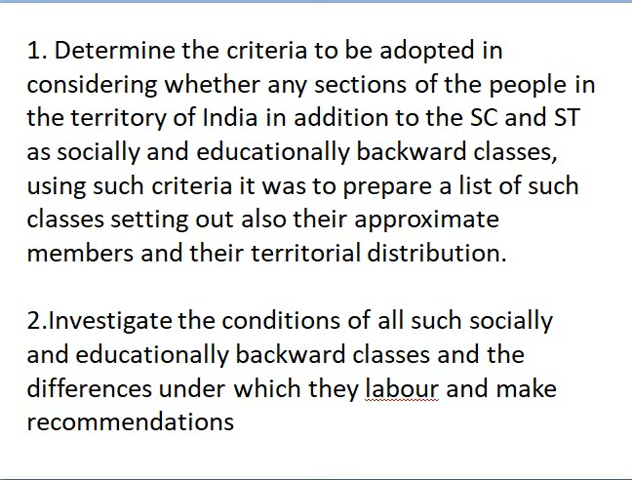 1. Determine the criteria to be adopted in
considering whether any sections of the people in
the territory of India in addition to the SC and ST
as socially and educationally backward classes,
using such criteria it was to prepare a list of such
classes setting out also their approximate
members and their territorial distribution.
2.Investigate the conditions of all such socially
and educationally backward classes and the
differences under which they labour and make
recommendations